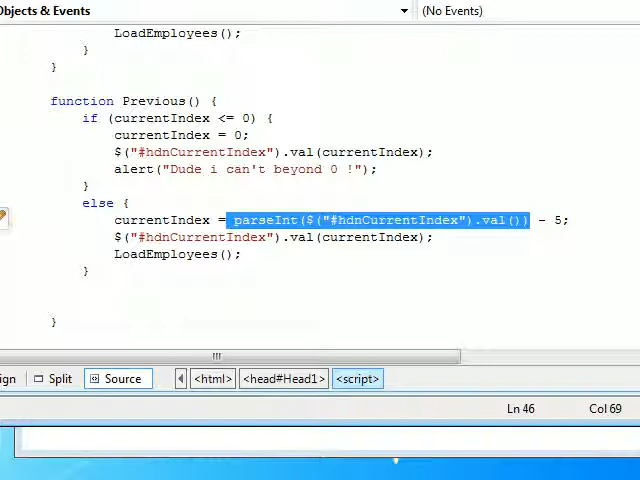 Objects & Events (No Events)
LoadEmployees();
}
}
function Previous() {
if (currentIndex <= 0) {
currentIndex = 0;
$("#hdnCurrentIndex").val(currentIndex);
alert("Dude i can't beyond 0 !");
}
else {
currentIndex = parseInt($("#hdnCurrentIndex").val()) - 5;
$("#hdnCurrentIndex").val(currentIndex);
LoadEmployees();
}
}
ign Split Source <html> <head#Head1> <script>
Ln 46 Col 69